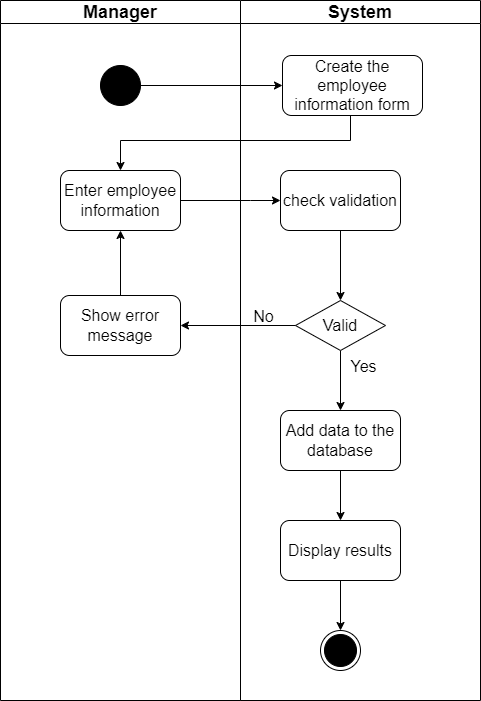 Manager
System
Create the
employee
information form
Enter employee
information
check validation
Show error
message
No
Valid
Yes
Add data to the
database
Display results